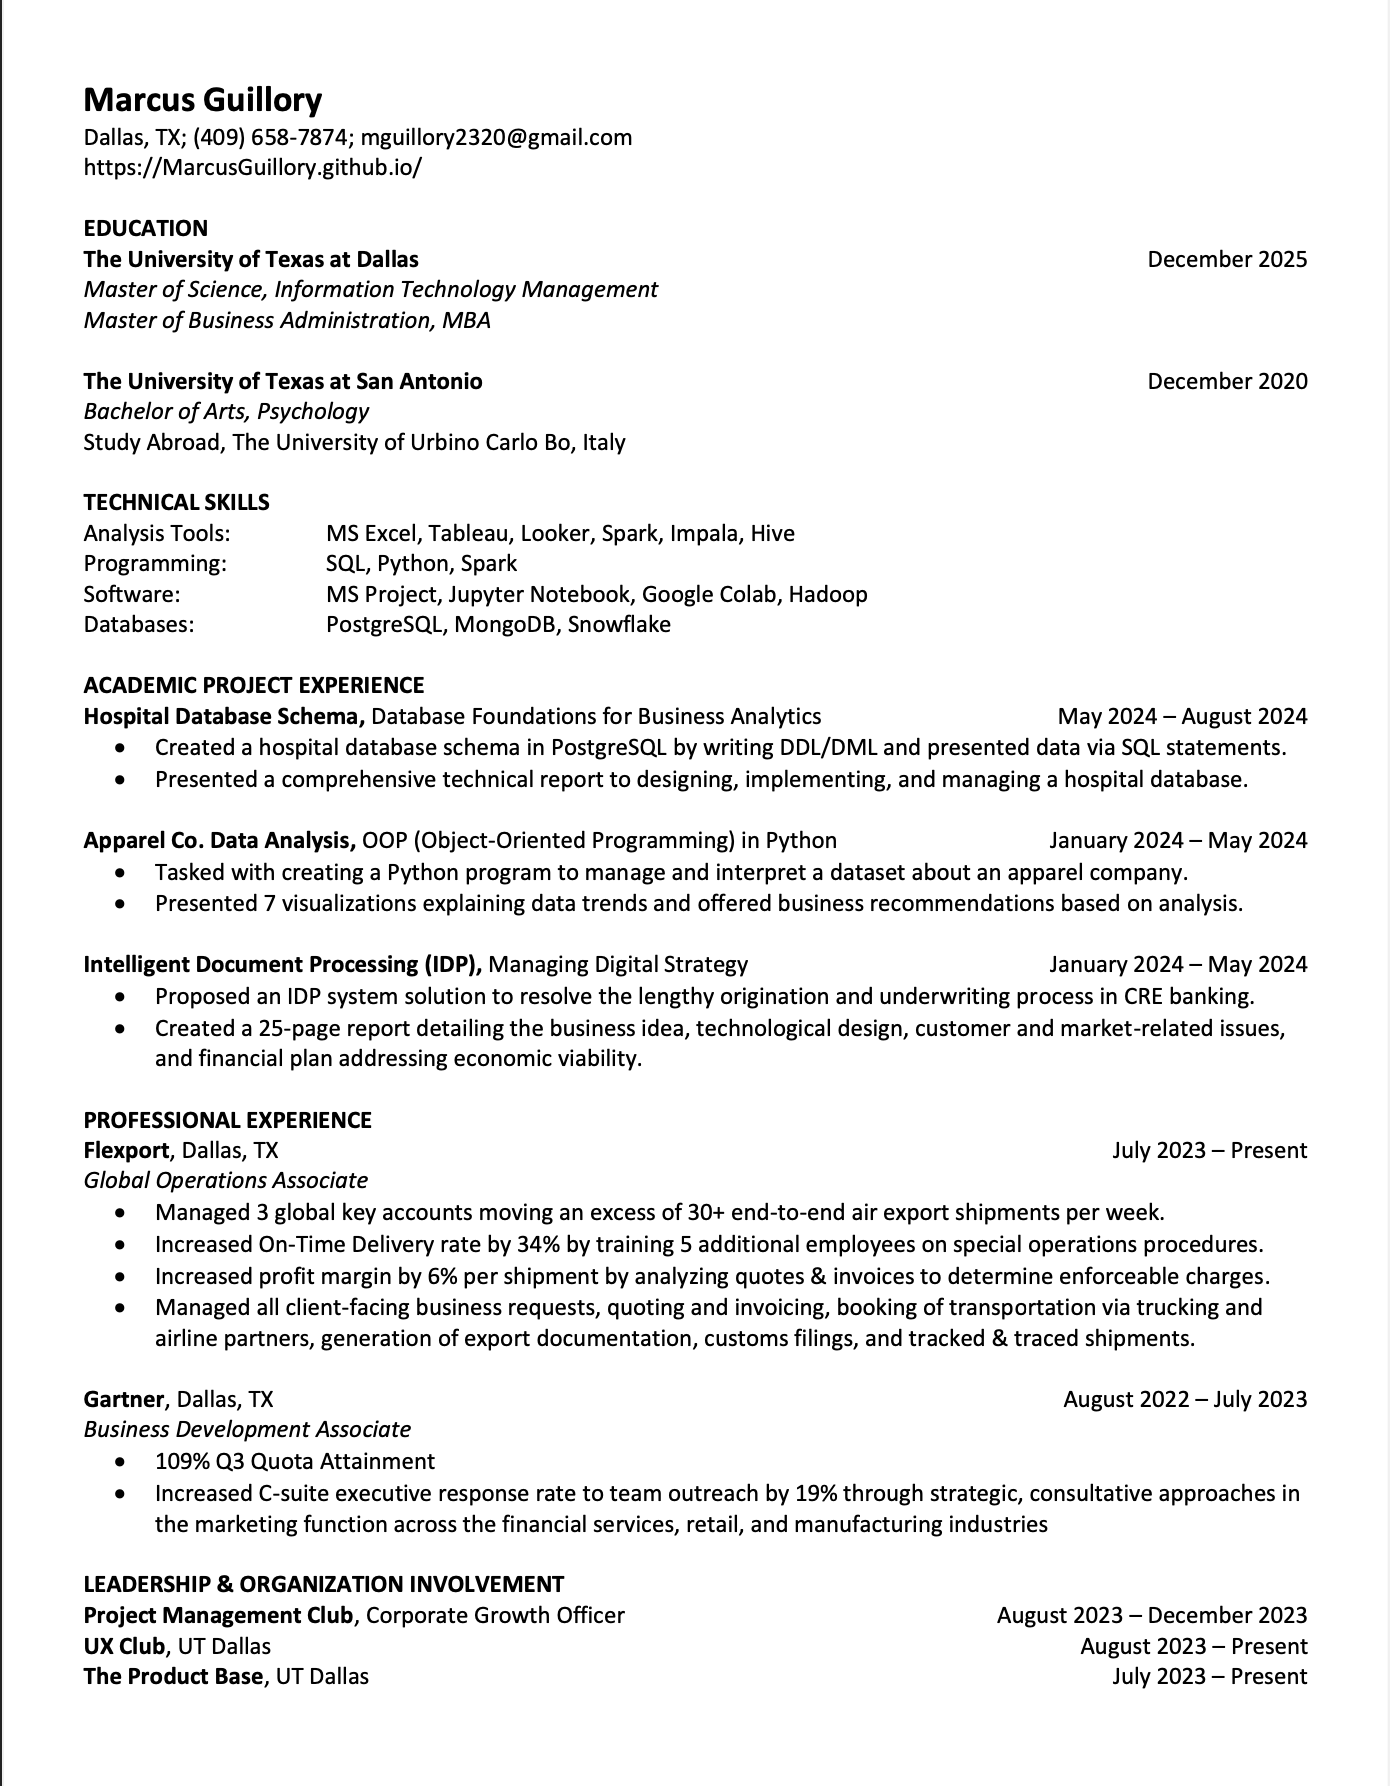 Marcus Guillory
Dallas, TX; (409) 658-7874; mguillory2320@gmail.com
https://MarcusGuillory.github.io/
EDUCATION
The University of Texas at Dallas December 2025
Master of Science, Information Technology Management
Master of Business Administration, MBA
The University of Texas at San Antonio December 2020
Bachelor of Arts, Psychology
Study Abroad, The University of Urbino Carlo Bo, Italy
TECHNICAL SKILLS
Analysis Tools: MS Excel, Tableau, Looker, Spark, Impala, Hive
Programming: SQL, Python, Spark
Software: MS Project, Jupyter Notebook, Google Colab, Hadoop
Databases: PostgreSQL, MongoDB, Snowflake
ACADEMIC PROJECT EXPERIENCE
Hospital Database Schema, Database Foundations for Business Analytics May 2024 – August 2024
• Created a hospital database schema in PostgreSQL by writing DDL/DML and presented data via SQL statements.
• Presented a comprehensive technical report to designing, implementing, and managing a hospital database.
Apparel Co. Data Analysis, OOP (Object-Oriented Programming) in Python January 2024 – May 2024
• Tasked with creating a Python program to manage and interpret a dataset about an apparel company.
• Presented 7 visualizations explaining data trends and offered business recommendations based on analysis.
Intelligent Document Processing (IDP), Managing Digital Strategy January 2024 – May 2024
• Proposed an IDP system solution to resolve the lengthy origination and underwriting process in CRE banking.
• Created a 25-page report detailing the business idea, technological design, customer and market-related issues,
and financial plan addressing economic viability.
PROFESSIONAL EXPERIENCE
Flexport, Dallas, TX July 2023 – Present
Global Operations Associate
• Managed 3 global key accounts moving an excess of 30+ end-to-end air export shipments per week.
• Increased On-Time Delivery rate by 34% by training 5 additional employees on special operations procedures.
• Increased profit margin by 6% per shipment by analyzing quotes & invoices to determine enforceable charges.
• Managed all client-facing business requests, quoting and invoicing, booking of transportation via trucking and
airline partners, generation of export documentation, customs filings, and tracked & traced shipments.
Gartner, Dallas, TX August 2022 – July 2023
Business Development Associate
• 109% Q3 Quota Attainment
• Increased C-suite executive response rate to team outreach by 19% through strategic, consultative approaches in
the marketing function across the financial services, retail, and manufacturing industries
LEADERSHIP & ORGANIZATION INVOLVEMENT
Project Management Club, Corporate Growth Officer August 2023 – December 2023
UX Club, UT Dallas August 2023 – Present
The Product Base, UT Dallas July 2023 – Present